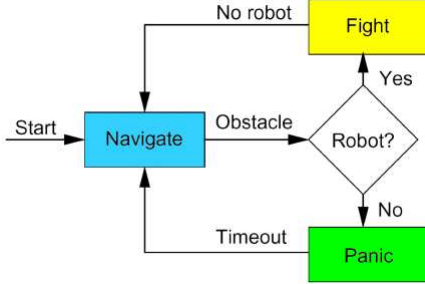 No robot
Fight
Yes
Start
Navigate
Obstacle
Robot?
No
Timeout
Panic